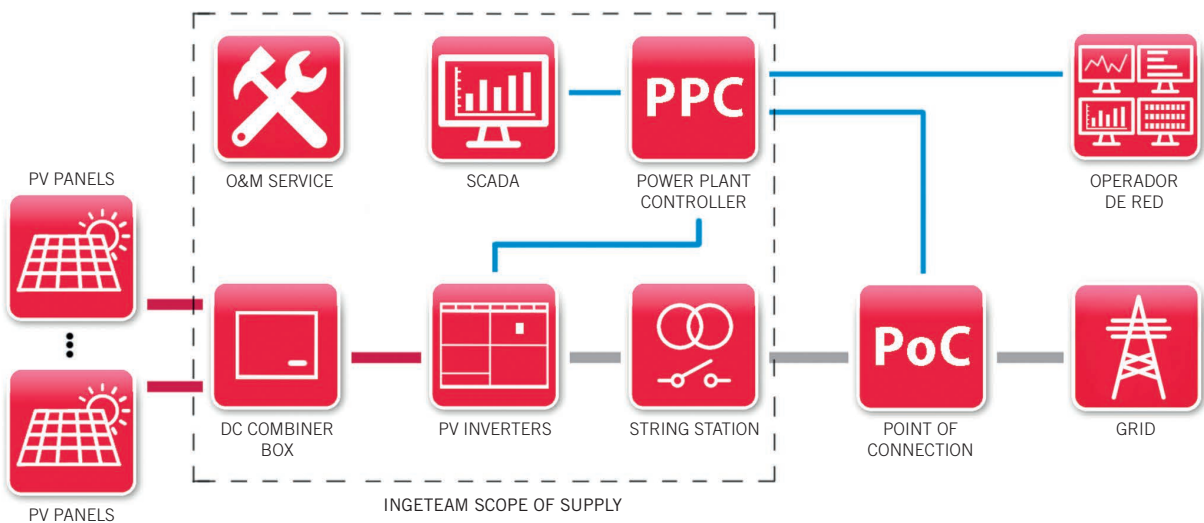 PPC
PV PANELS
O&M SERVICE
SCADA
POWER PLANT
CONTROLLER
OPERADOR
DE RED
PoC
DC COMBINER
BOX
PV INVERTERS
STRING STATION
POINT OF
CONNECTION
GRID
INGETEAM SCOPE OF SUPPLY
PV PANELS